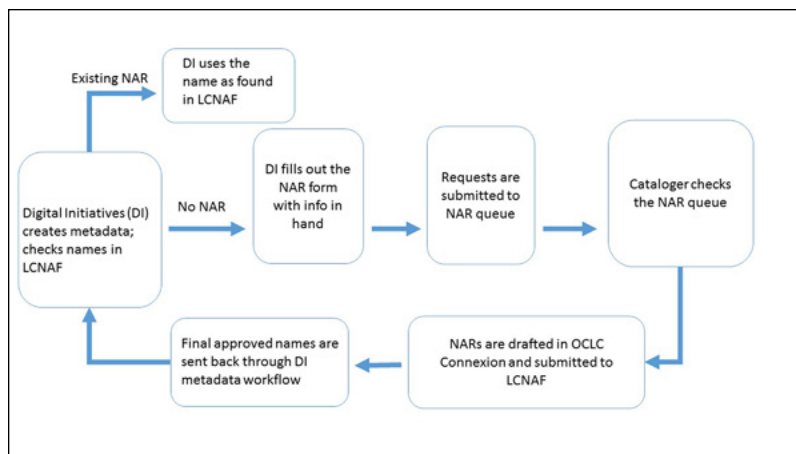 Existing NAR
DI uses the
name as found
in LCNAF
Digital Initiatives (DI)
creates metadata;
checks names in
LCNAF
No NAR
DI fills out the
NAR form
with info in
hand
Requests are
submitted to
NAR queue
Cataloger checks
the NAR queue
NARs are drafted in OCLC
Connexion and submitted to
LCNAF
Final approved names are
sent back through DI
metadata workflow